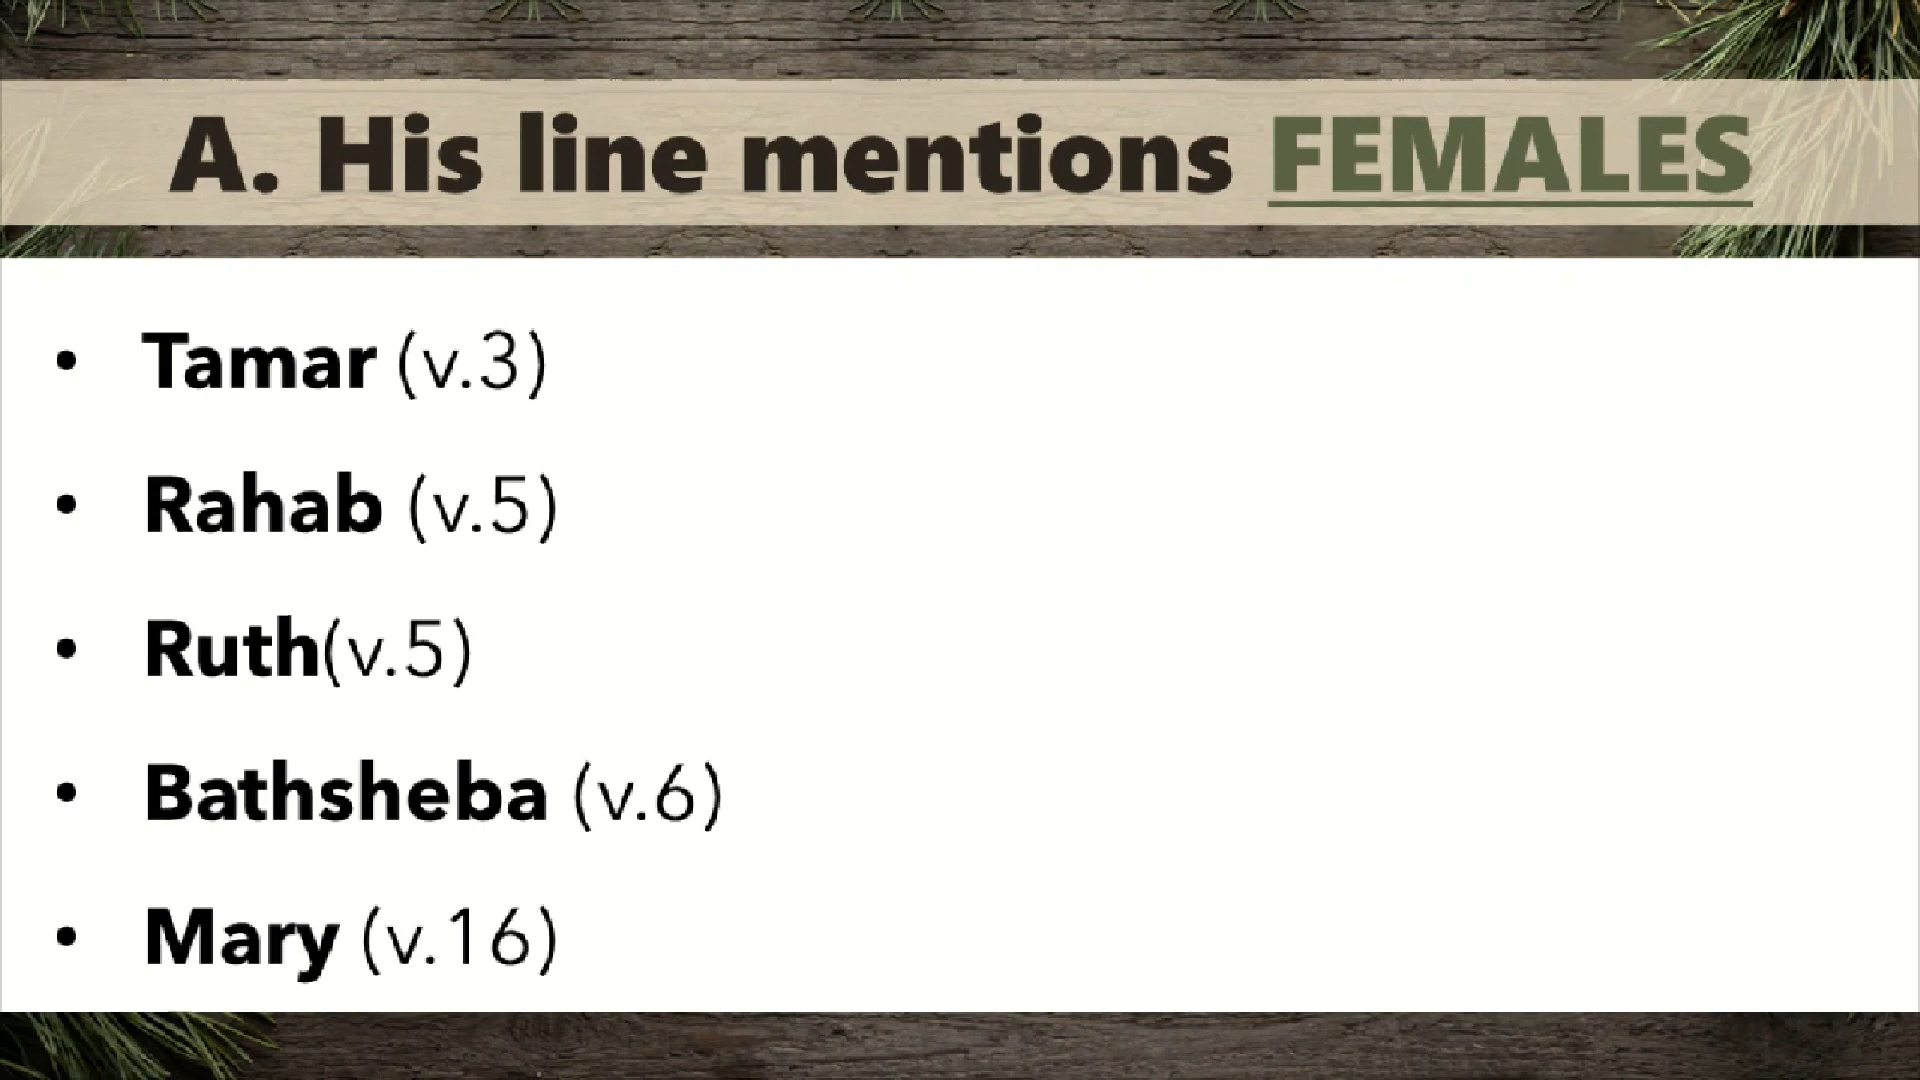 A. His line mentions FEMALES
• Tamar (v.3)
• Rahab (v.5)
• Ruth(v.5)
• Bathsheba (v.6)
• Mary (v.16)